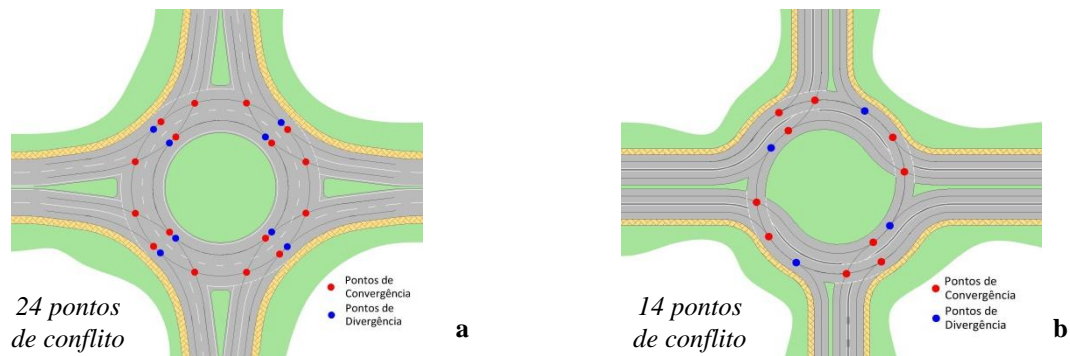 24 pontos
de conflito
Pontos de
Convergência
Pontos de
Divergência
a
14 pontos
de conflito
Pontos de
Convergência
Pontos de
Divergência
b